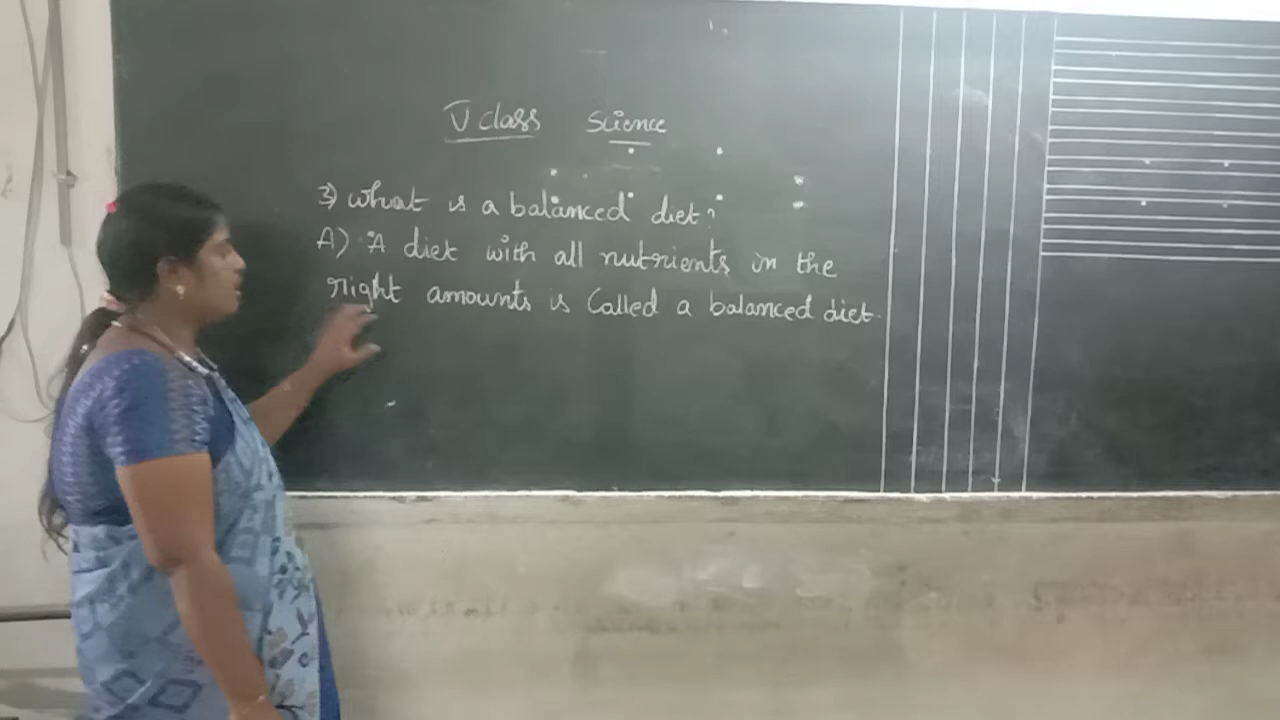 V class Science
3) What is a balanced diet?
A) A diet with all nutrients in the
right amounts is Called a balanced diet.